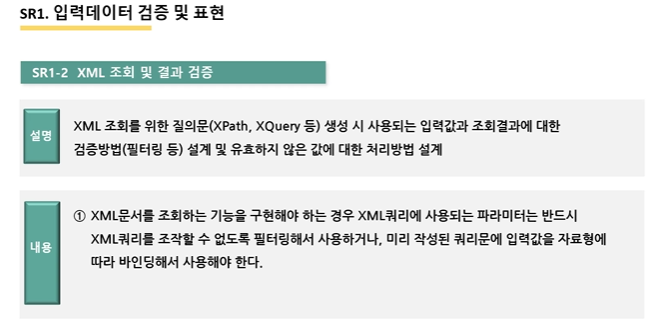 SR1. 입력데이터 검증 및 표현
SR1-2 XML 조회 및 결과 검증
설명
XML 조회를 위한 질의문(XPath, XQuery 등) 생성 시 사용되는 입력값과 조회결과에 대한
검증방법(필터링 등) 설계 및 유효하지 않은 값에 대한 처리방법 설계
내용
① XML문서를 조회하는 기능을 구현해야 하는 경우 XML쿼리에 사용되는 파라미터는 반드시
XML쿼리를 조작할 수 없도록 필터링해서 사용하거나, 미리 작성된 쿼리문에 입력값을 자료형에
따라 바인딩해서 사용해야 한다.